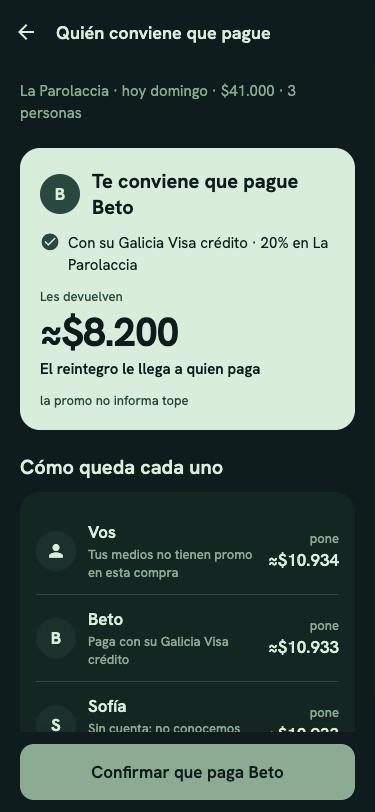 Quién conviene que pague
La Parolaccia · hoy domingo · $41.000 · 3
personas
B
Te conviene que pague
Beto
Con su Galicia Visa crédito · 20% en La
Parolaccia
Les devuelven
≈$8.200
El reintegro le llega a quien paga
la promo no informa tope
Cómo queda cada uno
Vos
Tus medios no tienen promo
en esta compra
pone
≈$10.934
B
Beto
Paga con su Galicia Visa
crédito
pone
≈$10.933
S
Sofía
Sin cuenta: no conocemos
pone
Confirmar que paga Beto